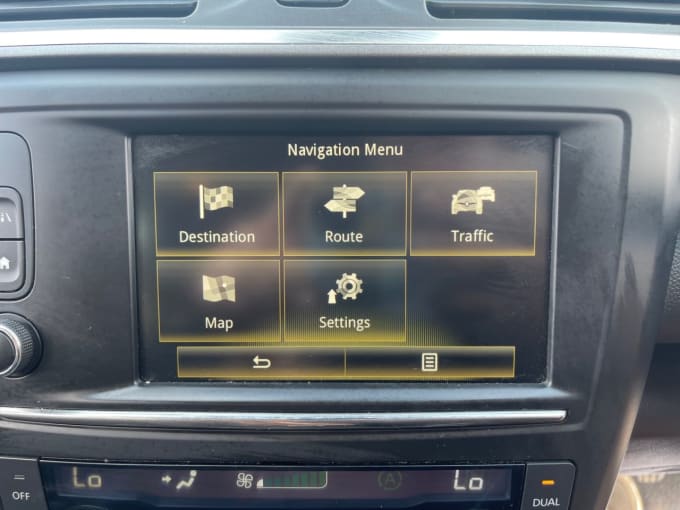 Navigation Menu
Destination
Route
Traffic
Map
Settings
OFF
Lo
A
Lo
DUAL